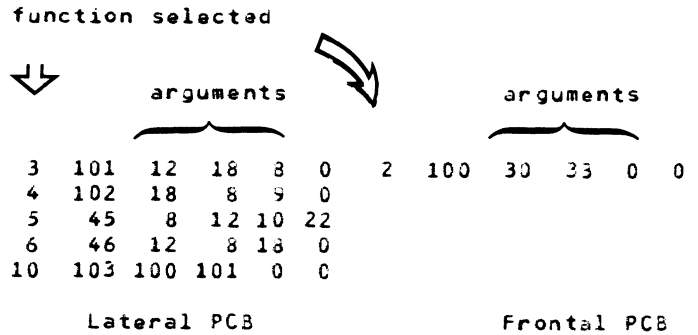 function selected
arguments arguments
3 101 12 18 8 0 2 100 30 33 0 0
4 102 18 8 9 0
5 45 8 12 10 22
6 46 12 8 18 0
10 103 100 101 0 0
Lateral PCB Frontal PCB